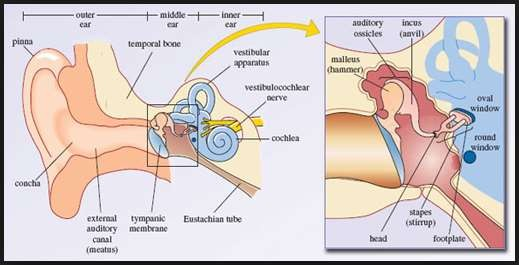 outer
ear
middle
ear
inner
ear
pinna
temporal bone
vestibular
apparatus
vestibulocochlear
nerve
cochlea
concha
external
auditory
canal
(meatus)
tympanic
membrane
Eustachian tube
auditory
ossicles
incus
(anvil)
malleus
(hammer)
oval
window
round
window
stapes
(stirrup)
head
footplate